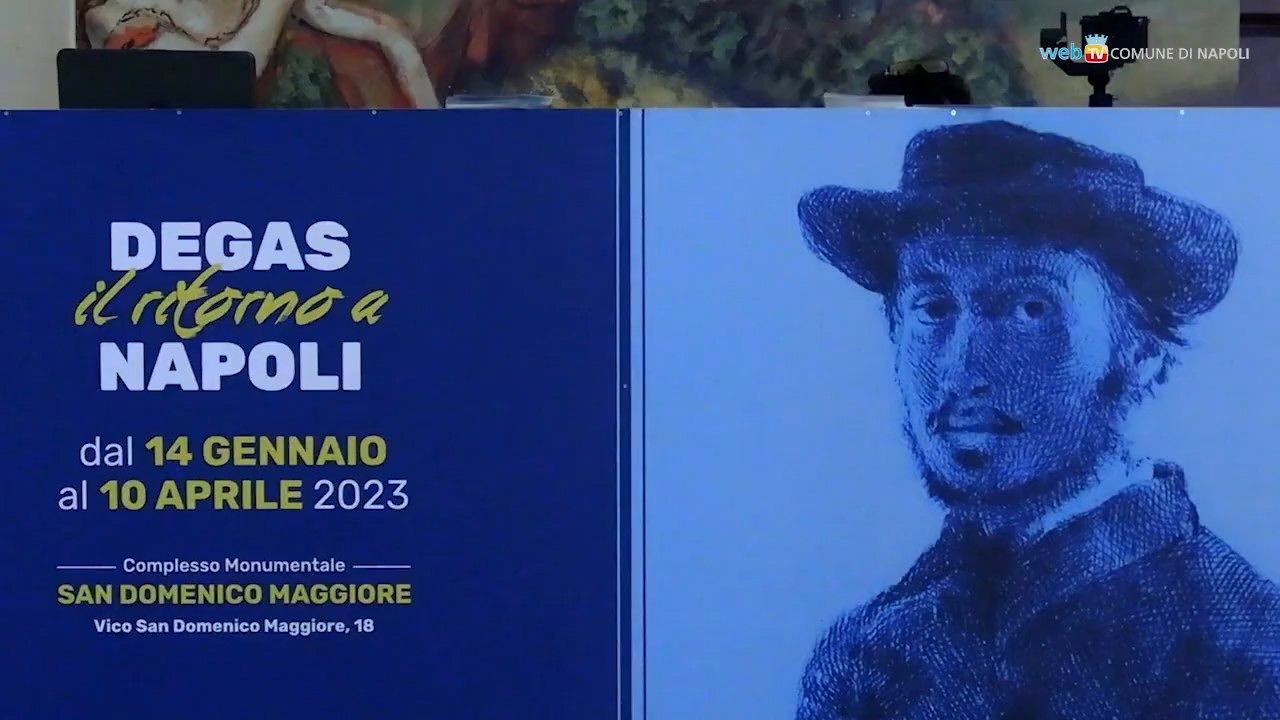 web TV COMUNE DI NAPOLI
DEGAS
il ritorno a
NAPOLI
dal 14 GENNAIO
al 10 APRILE 2023
Complesso Monumentale
SAN DOMENICO MAGGIORE
Vico San Domenico Maggiore, 18